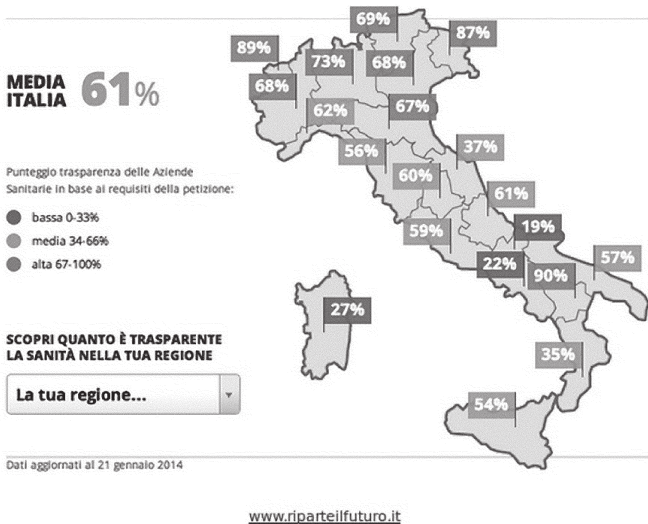 69%
87%
89%
73%
68%
68%
MEDIA
ITALIA
61%
62%
67%
56%
37%
Punteggio trasparenza delle Aziende
Sanitarie in base ai requisiti della petizione:
60%
61%
bassa 0-33%
media 34-66%
alta 67-100%
59%
19%
22%
90%
57%
27%
SCOPRI QUANTO È TRASPARENTE
LA SANITÀ NELLA TUA REGIONE
35%
La tua regione...
54%
Dati aggiornati al 21 gennaio 2014
www.riparteilfuturo.it